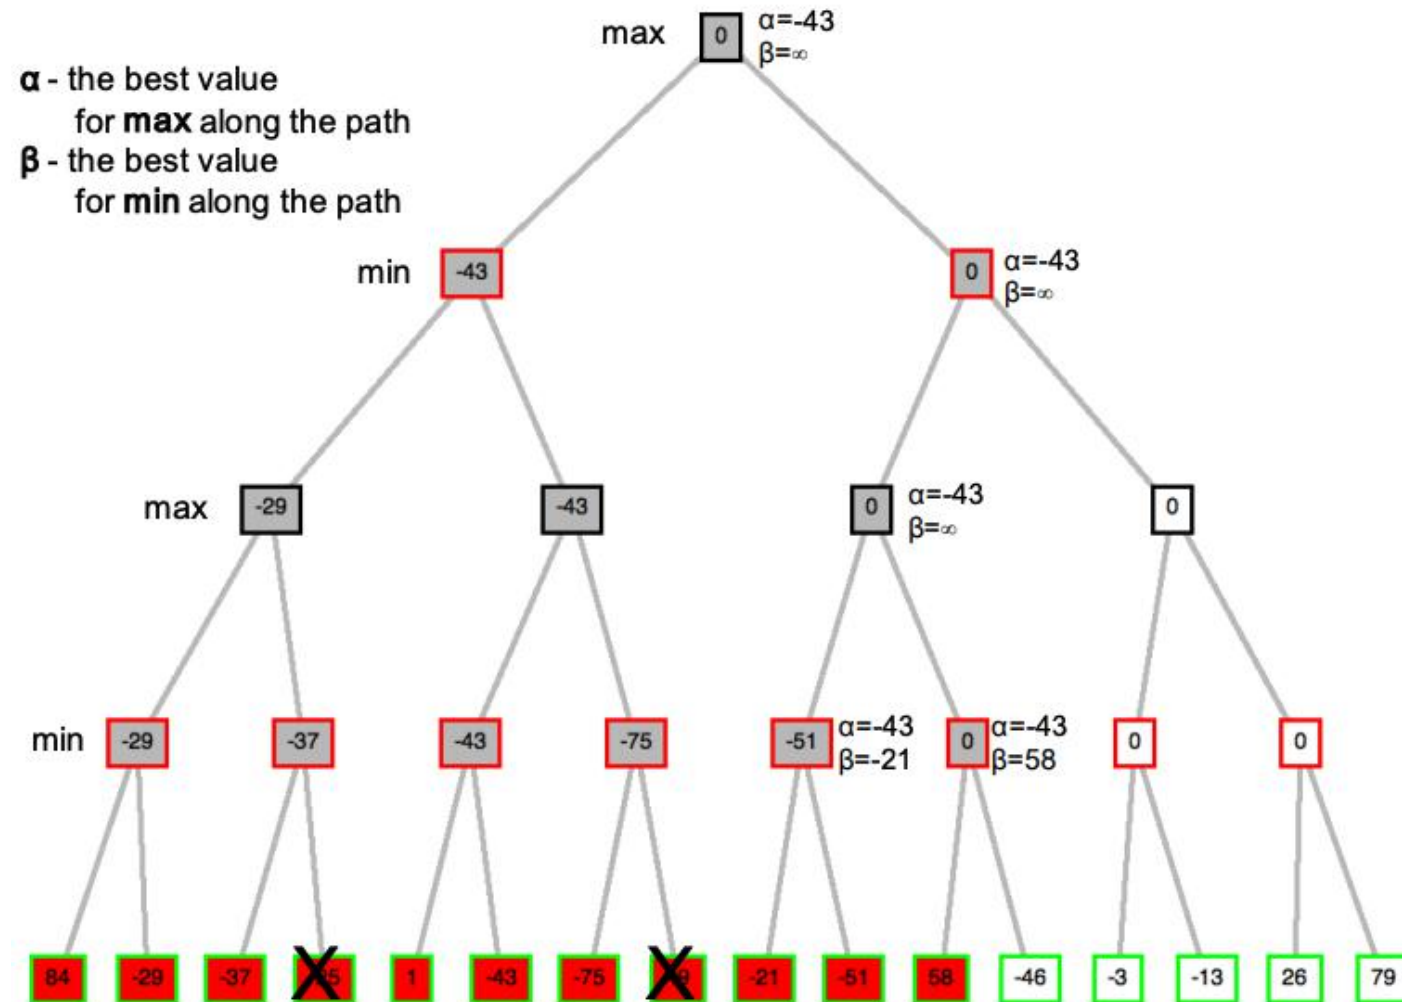 max 0 α=-43
β=∞
α - the best value
for max along the path
β - the best value
for min along the path
min -43 0 α=-43
β=∞
max -29 -43 0 α=-43 0
β=∞
min -29 -37 -43 -75 -51 α=-43 0 α=-43 0 0
β=-21 β=58
84 -29 -37 X 1 -43 -75 X -21 -51 58 -46 -3 -13 26 79